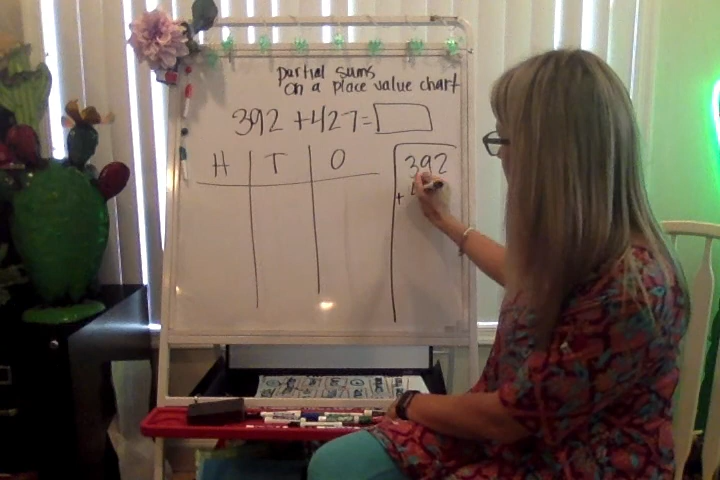 partial sums
on a place value chart
392 + 427 =
H T O
392
+